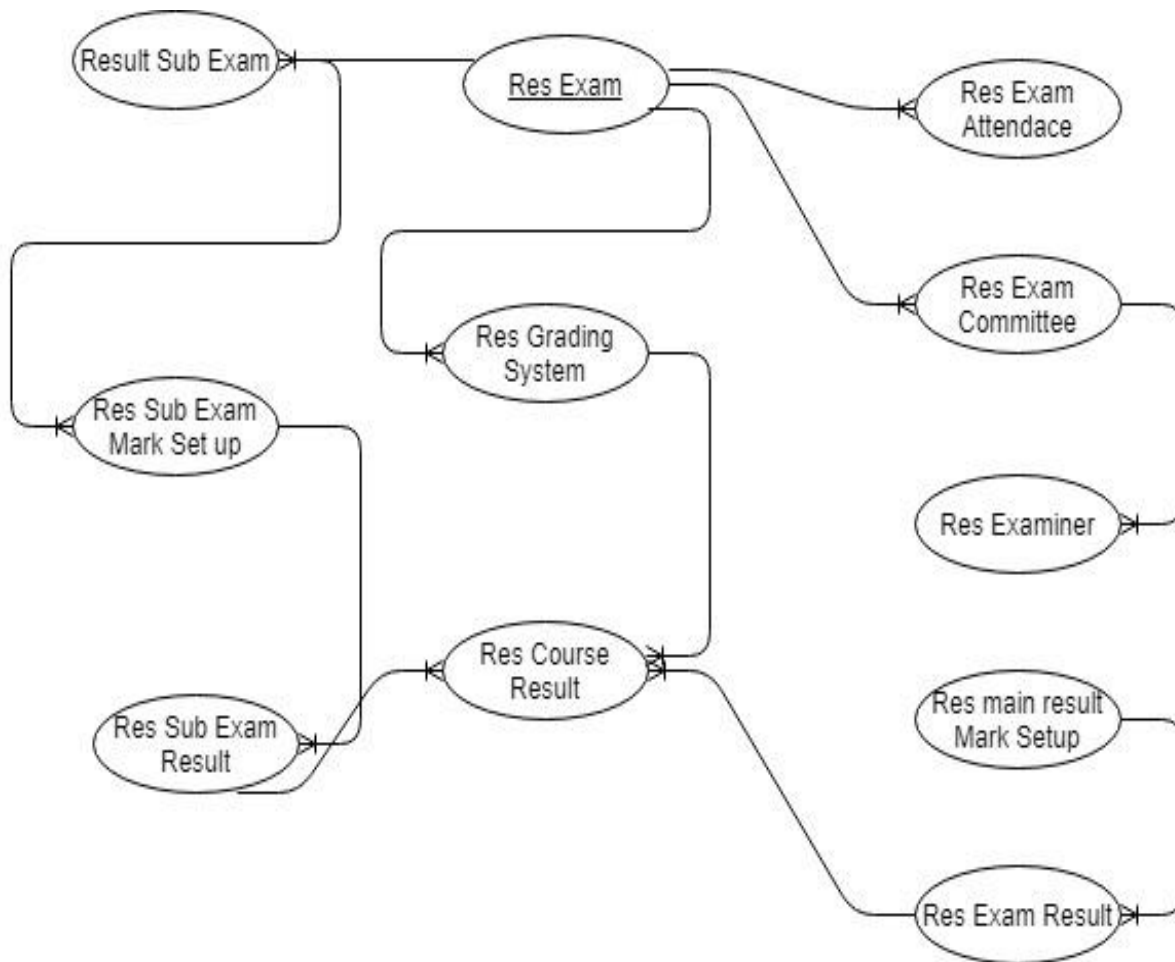 Result Sub Exam
Res Exam
Res Exam
Attendace
Res Exam
Committee
Res Grading
System
Res Sub Exam
Mark Set up
Res Examiner
Res Course
Result
Res main result
Mark Setup
Res Sub Exam
Result
Res Exam Result